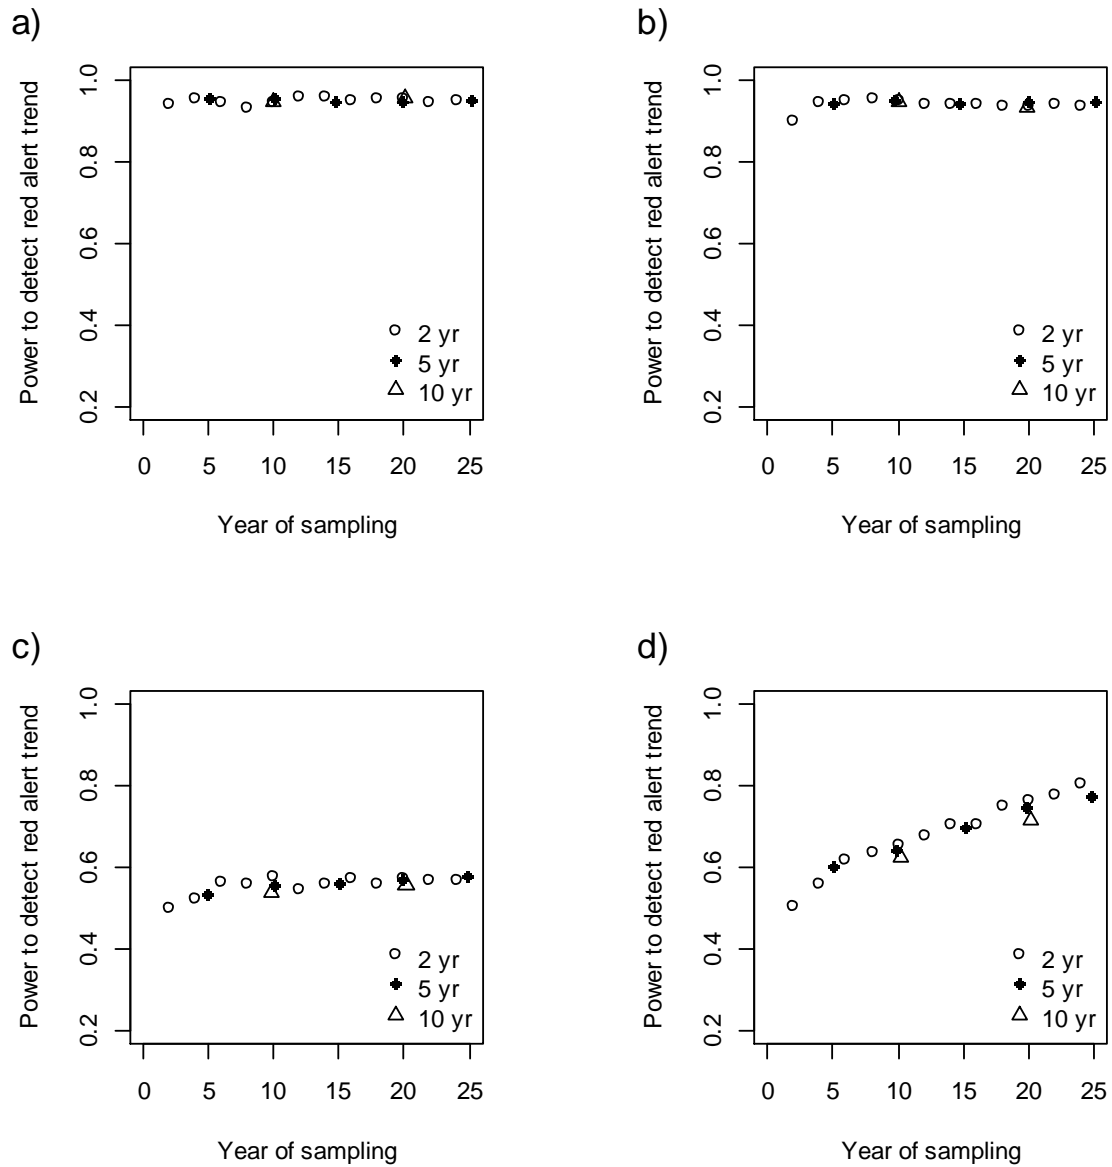 a)
Power to detect red alert trend
1.0
0.8
0.6
0.4
0.2
2 yr
5 yr
10 yr
0 5 10 15 20 25
Year of sampling
b)
Power to detect red alert trend
1.0
0.8
0.6
0.4
0.2
2 yr
5 yr
10 yr
0 5 10 15 20 25
Year of sampling
c)
Power to detect red alert trend
1.0
0.8
0.6
0.4
0.2
2 yr
5 yr
10 yr
0 5 10 15 20 25
Year of sampling
d)
Power to detect red alert trend
1.0
0.8
0.6
0.4
0.2
2 yr
5 yr
10 yr
0 5 10 15 20 25
Year of sampling